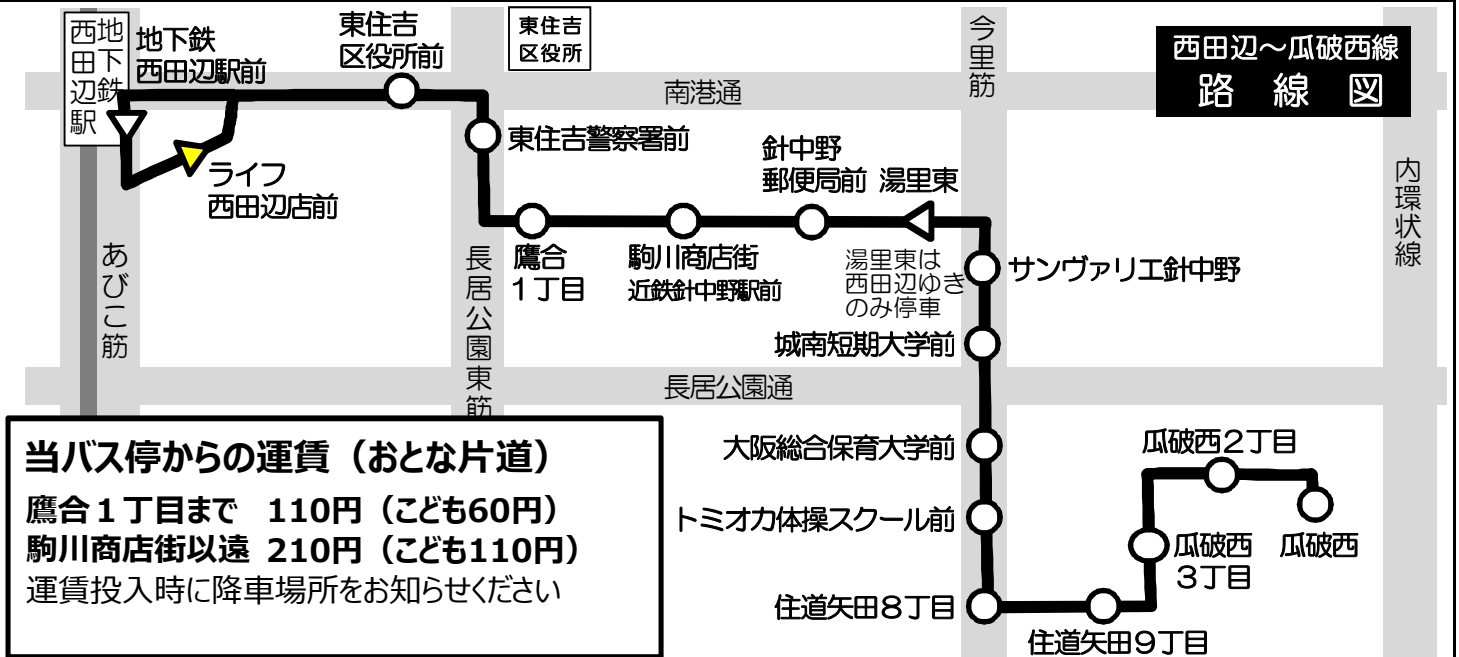 西田辺~瓜破西線
路線図
地下鉄
西田辺駅
地下鉄
西田辺駅前
東住吉
区役所前
東住吉
区役所
今里筋
南港通
東住吉警察署前
ライフ
西田辺店前
針中野
郵便局前
湯里東
内環状線
あびこ筋
長居公園東筋
鷹合
1丁目
駒川商店街
近鉄針中野駅前
湯里東は
西田辺ゆき
のみ停車
サンヴァリエ針中野
城南短期大学前
長居公園通
大阪総合保育大学前
トミオカ体操スクール前
住道矢田8丁目
住道矢田9丁目
瓜破西
3丁目
瓜破西2丁目
瓜破西
当バス停からの運賃(おとな片道)
鷹合1丁目まで 110円(こども60円)
駒川商店街以遠 210円(こども110円)
運賃投入時に降車場所をお知らせください